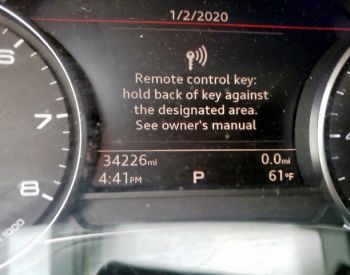 1/2/2020
Remote control key:
hold back of key against
the designated area.
See owner's manual
34226mi 0.0mi
4:41PM P 61°F
6
7
8
1000